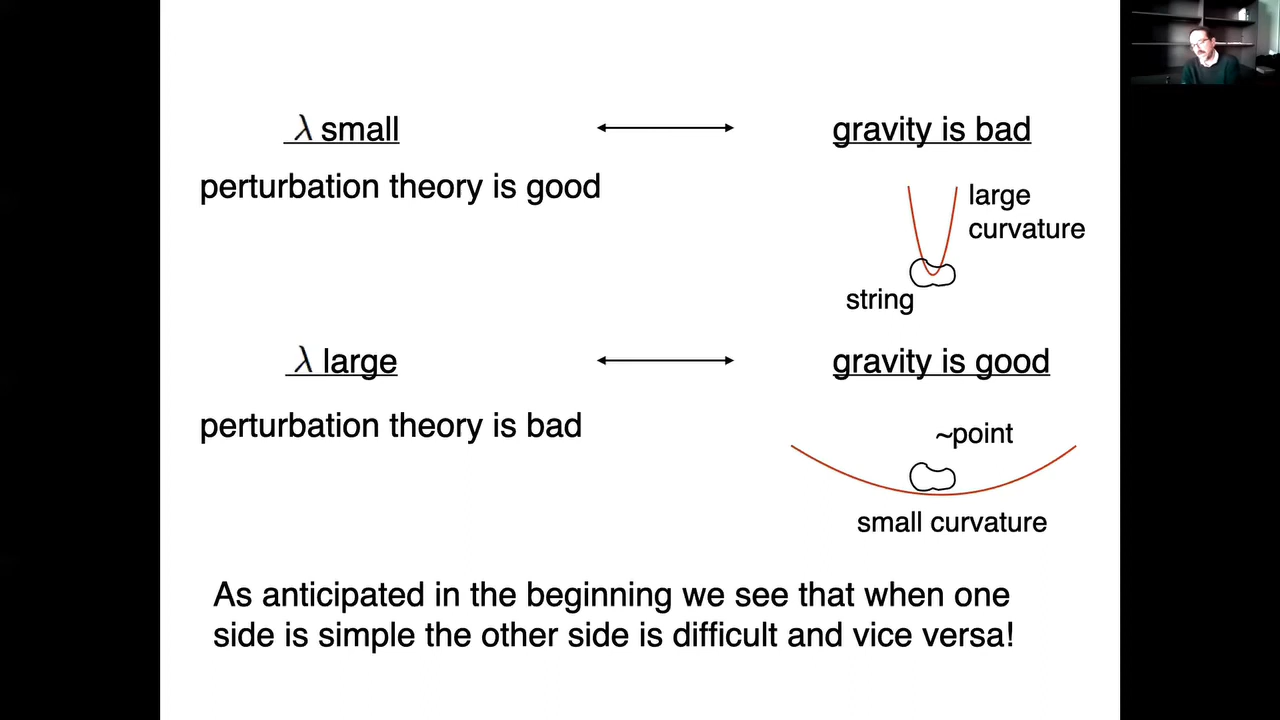 λ small
gravity is bad
perturbation theory is good
large
curvature
string
λ large
gravity is good
perturbation theory is bad
~point
small curvature
As anticipated in the beginning we see that when one
side is simple the other side is difficult and vice versa!